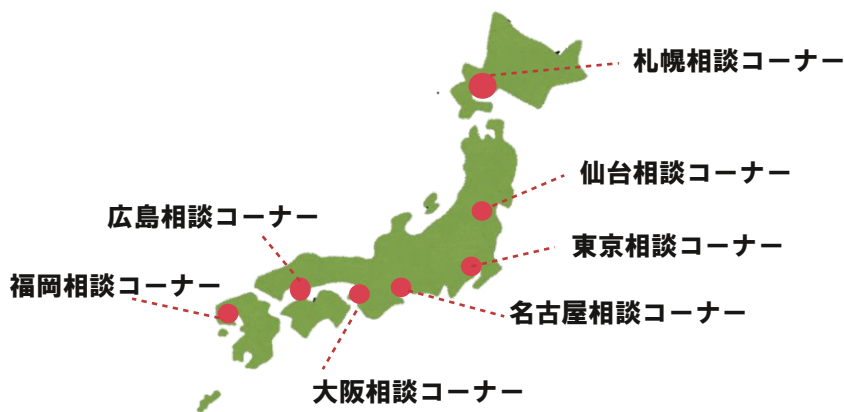 札幌相談コーナー
仙台相談コーナー
広島相談コーナー
東京相談コーナー
福岡相談コーナー
名古屋相談コーナー
大阪相談コーナー